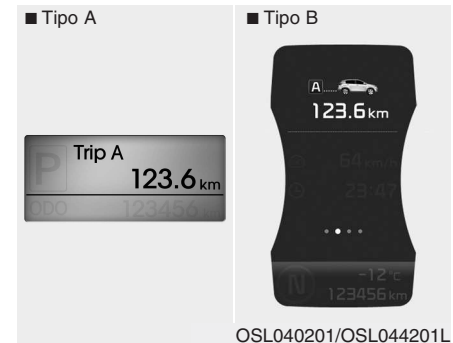 ■ Tipo A
Trip A
P
123.6 km
ODO 123456 km
■ Tipo B
A
123.6 km
64 km/h
23:47
N
-12°c
123456 km
OSL040201/OSL044201L